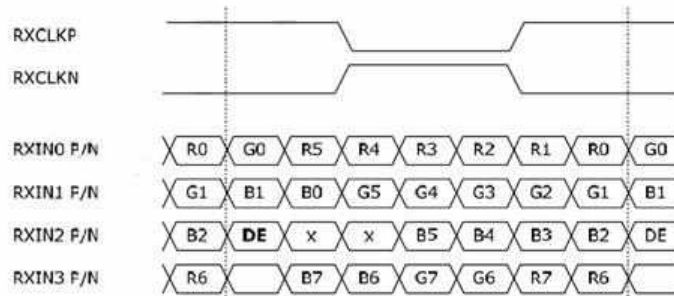 RXCLKP
RXCLKN
RXIN0 P/N R0 G0 R5 R4 R3 R2 R1 R0 G0
RXIN1 P/N G1 B1 B0 G5 G4 G3 G2 G1 B1
RXIN2 P/N B2 DE x x B5 B4 B3 B2 DE
RXIN3 P/N R6 B7 B6 G7 G6 R7 R6